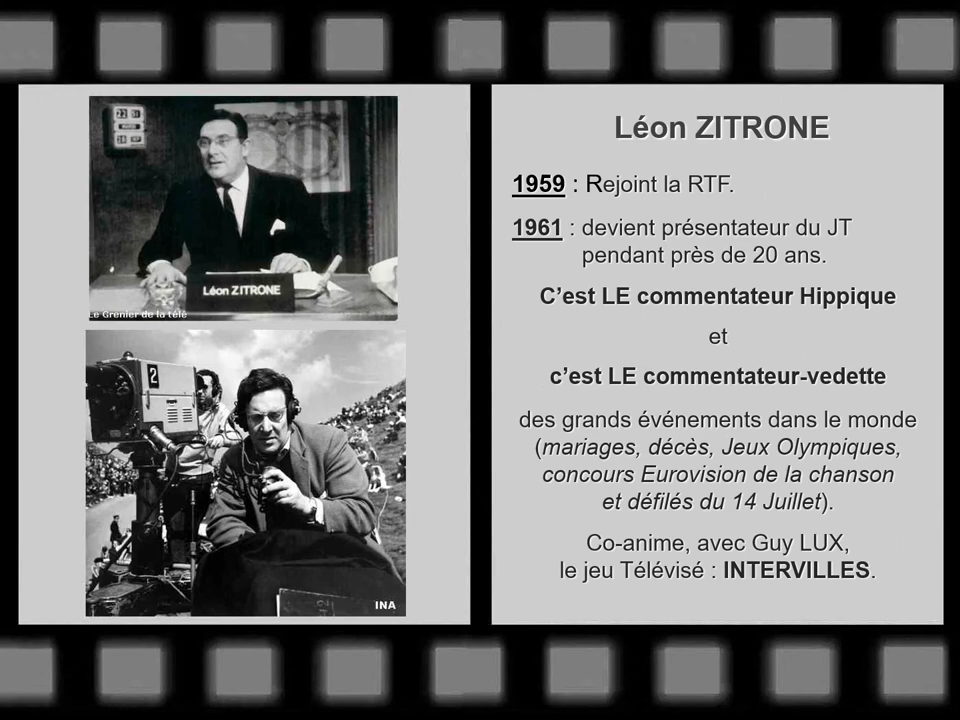 Léon ZITRONE
Le Grenier de la télé
2
INA
Léon ZITRONE
1959 : Rejoint la RTF.
1961 : devient présentateur du JT
pendant près de 20 ans.
C’est LE commentateur Hippique
et
c’est LE commentateur-vedette
des grands événements dans le monde
(mariages, décès, Jeux Olympiques,
concours Eurovision de la chanson
et défilés du 14 Juillet).
Co-anime, avec Guy LUX,
le jeu Télévisé : INTERVILLES.